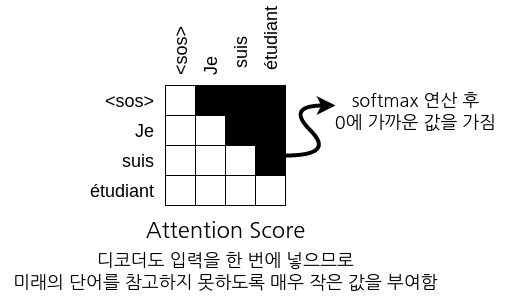 <sos>
Je
suis
étudiant
<sos>
Je
suis
étudiant
softmax 연산 후
0에 가까운 값을 가짐
Attention Score
디코더도 입력을 한 번에 넣으므로
미래의 단어를 참고하지 못하도록 매우 작은 값을 부여함